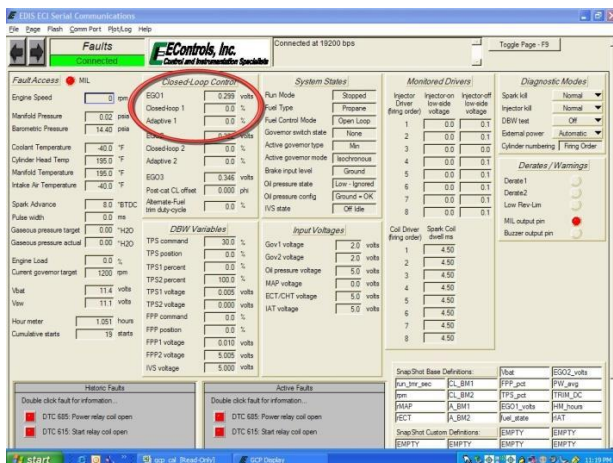 EDIS ECI Serial Communications
File Page Flash Comm Port Plot/Log Help
Faults
Connected
EControls, Inc.
Control and Instrumentation Specialists
Connected at 19200 bps
Toggle Page - F9
Fault Access MIL
Engine Speed 0 rpm
Manifold Pressure 0.02 psia
Barometric Pressure 14.40 psia
Coolant Temperature -40.0 °F
Cylinder Head Temp 195.0 °F
Manifold Temperature 195.0 °F
Intake Air Temperature -40.0 °F
Spark Advance 8.0 °BTDC
Pulse width 0.0 ms
Gaseous pressure target 0.00 "H2O
Gaseous pressure actual 0.00 "H2O
Engine Load 0.0 %
Current governor target 1200 rpm
Vbat 11.4 volts
Vsw 11.1 volts
Hour meter 1.051 hours
Cumulative starts 19 starts
Closed-Loop Control
EGO1 0.299 volts
Closed-loop 1 0.0 %
Adaptive 1 0.0 %
volts
Closed-loop 2 0.0 %
Adaptive 2 0.0 %
EGO3 0.346 volts
Post-cat CL offset 0.000 phi
Alternate-Fuel
trim duty-cycle 0.0 %
DBW Variables
TPS command 30.0 %
TPS position 0.0 %
TPS1 percent 0.0 %
TPS2 percent 100.0 %
TPS1 voltage 0.005 volts
TPS2 voltage 0.000 volts
FPP command 0.0 %
FPP position 0.0 %
FPP1 voltage 0.010 volts
FPP2 voltage 5.005 volts
IVS voltage 5.000 volts
System States
Run Mode Stopped
Fuel Type Propane
Fuel Control Mode Open Loop
Governor switch state None
Active governor type Min
Active governor mode Isochronous
Brake input level Ground
Oil pressure state Low - Ignored
Oil pressure config Ground = OK
IVS state Off Idle
Input Voltages
Gov1 voltage 2.0 volts
Gov2 voltage 2.0 volts
Oil pressure voltage 5.0 volts
MAP voltage 0.0 volts
ECT/CHT voltage 5.0 volts
IAT voltage 5.0 volts
Monitored Drivers
Injector Driver (firing order) Injector-on low-side voltage Injector-off low-side voltage
1 0.0 0.1
2 0.0 0.1
3 0.0 0.1
4 0.0 0.1
5 0.0 0.1
6 0.0 0.1
7 0.0 0.1
8 0.0 0.1
Coil Driver (firing order) Spark Coil dwell ms
1 4.50
2 4.50
3 4.50
4 4.50
5 4.50
6 4.50
7 4.50
8 4.50
Diagnostic Modes
Spark kill Normal
Injector kill Normal
DBW test Off
External power Automatic
Cylinder numbering Firing Order
Derates / Warnings
Derate1
Derate2
Low Rev-Lim
MIL output pin
Buzzer output pin
Historic Faults
Double click fault for information...
DTC 685: Power relay coil open
DTC 615: Start relay coil open
Active Faults
Double click fault for information...
DTC 685: Power relay coil open
DTC 615: Start relay coil open
SnapShot Base Definitions: Vbat EGO2_volts
run_tmr_sec CL_BM1 FPP_pct PW_avg
rpm CL_BM2 TPS_pct TRIM_DC
rMAP A_BM1 EGO1_volts HM_hours
rECT A_BM2 fuel_state rIAT
SnapShot Custom Definitions: EMPTY EMPTY
EMPTY EMPTY EMPTY EMPTY
start
gcp_cal [Read-Only]
GCP Display
11:19 PM